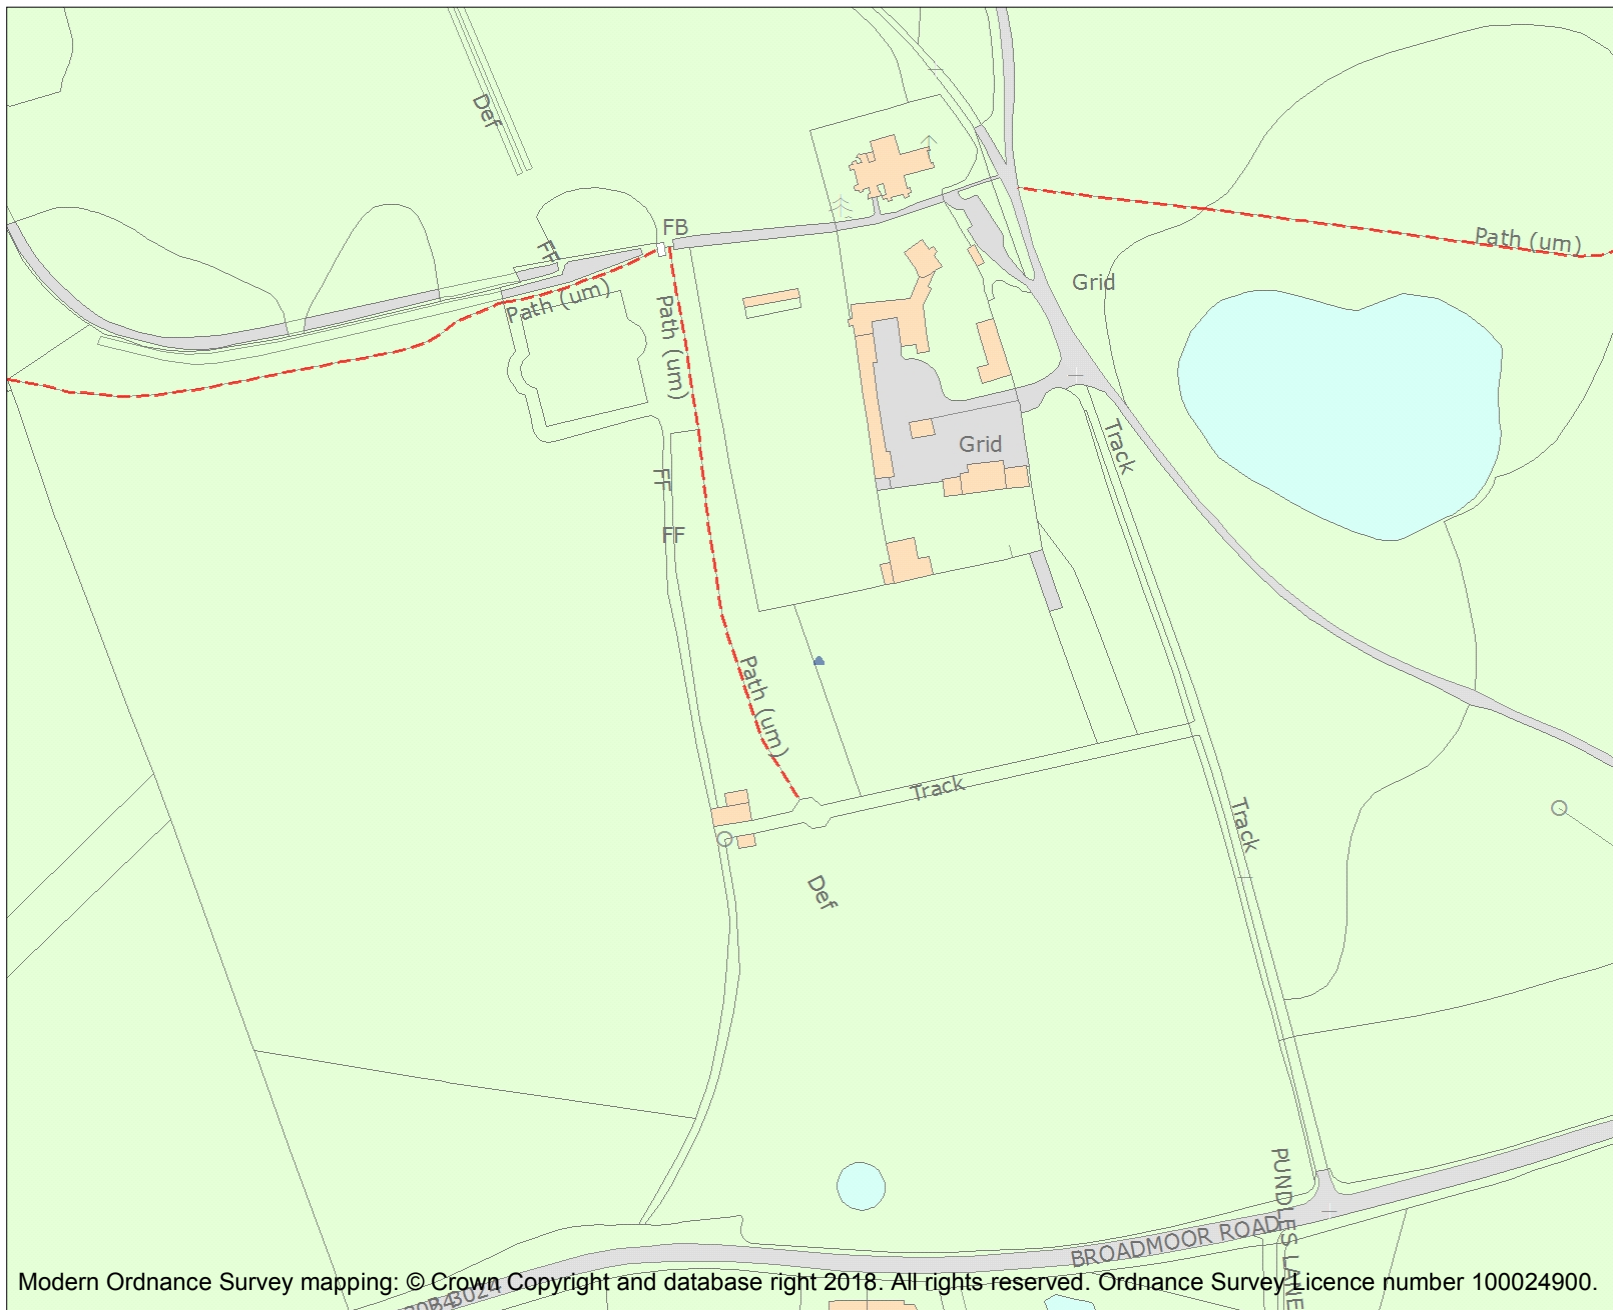 Def
FB
FF
Path (um)
Path (um)
Grid
Path (um)
Grid
Track
FF
FF
Path (um)
Track
Track
Def
PUNDLES LANE
BROADMOOR ROAD
Modern Ordnance Survey mapping: © Crown Copyright and database right 2018. All rights reserved. Ordnance Survey Licence number 100024900.